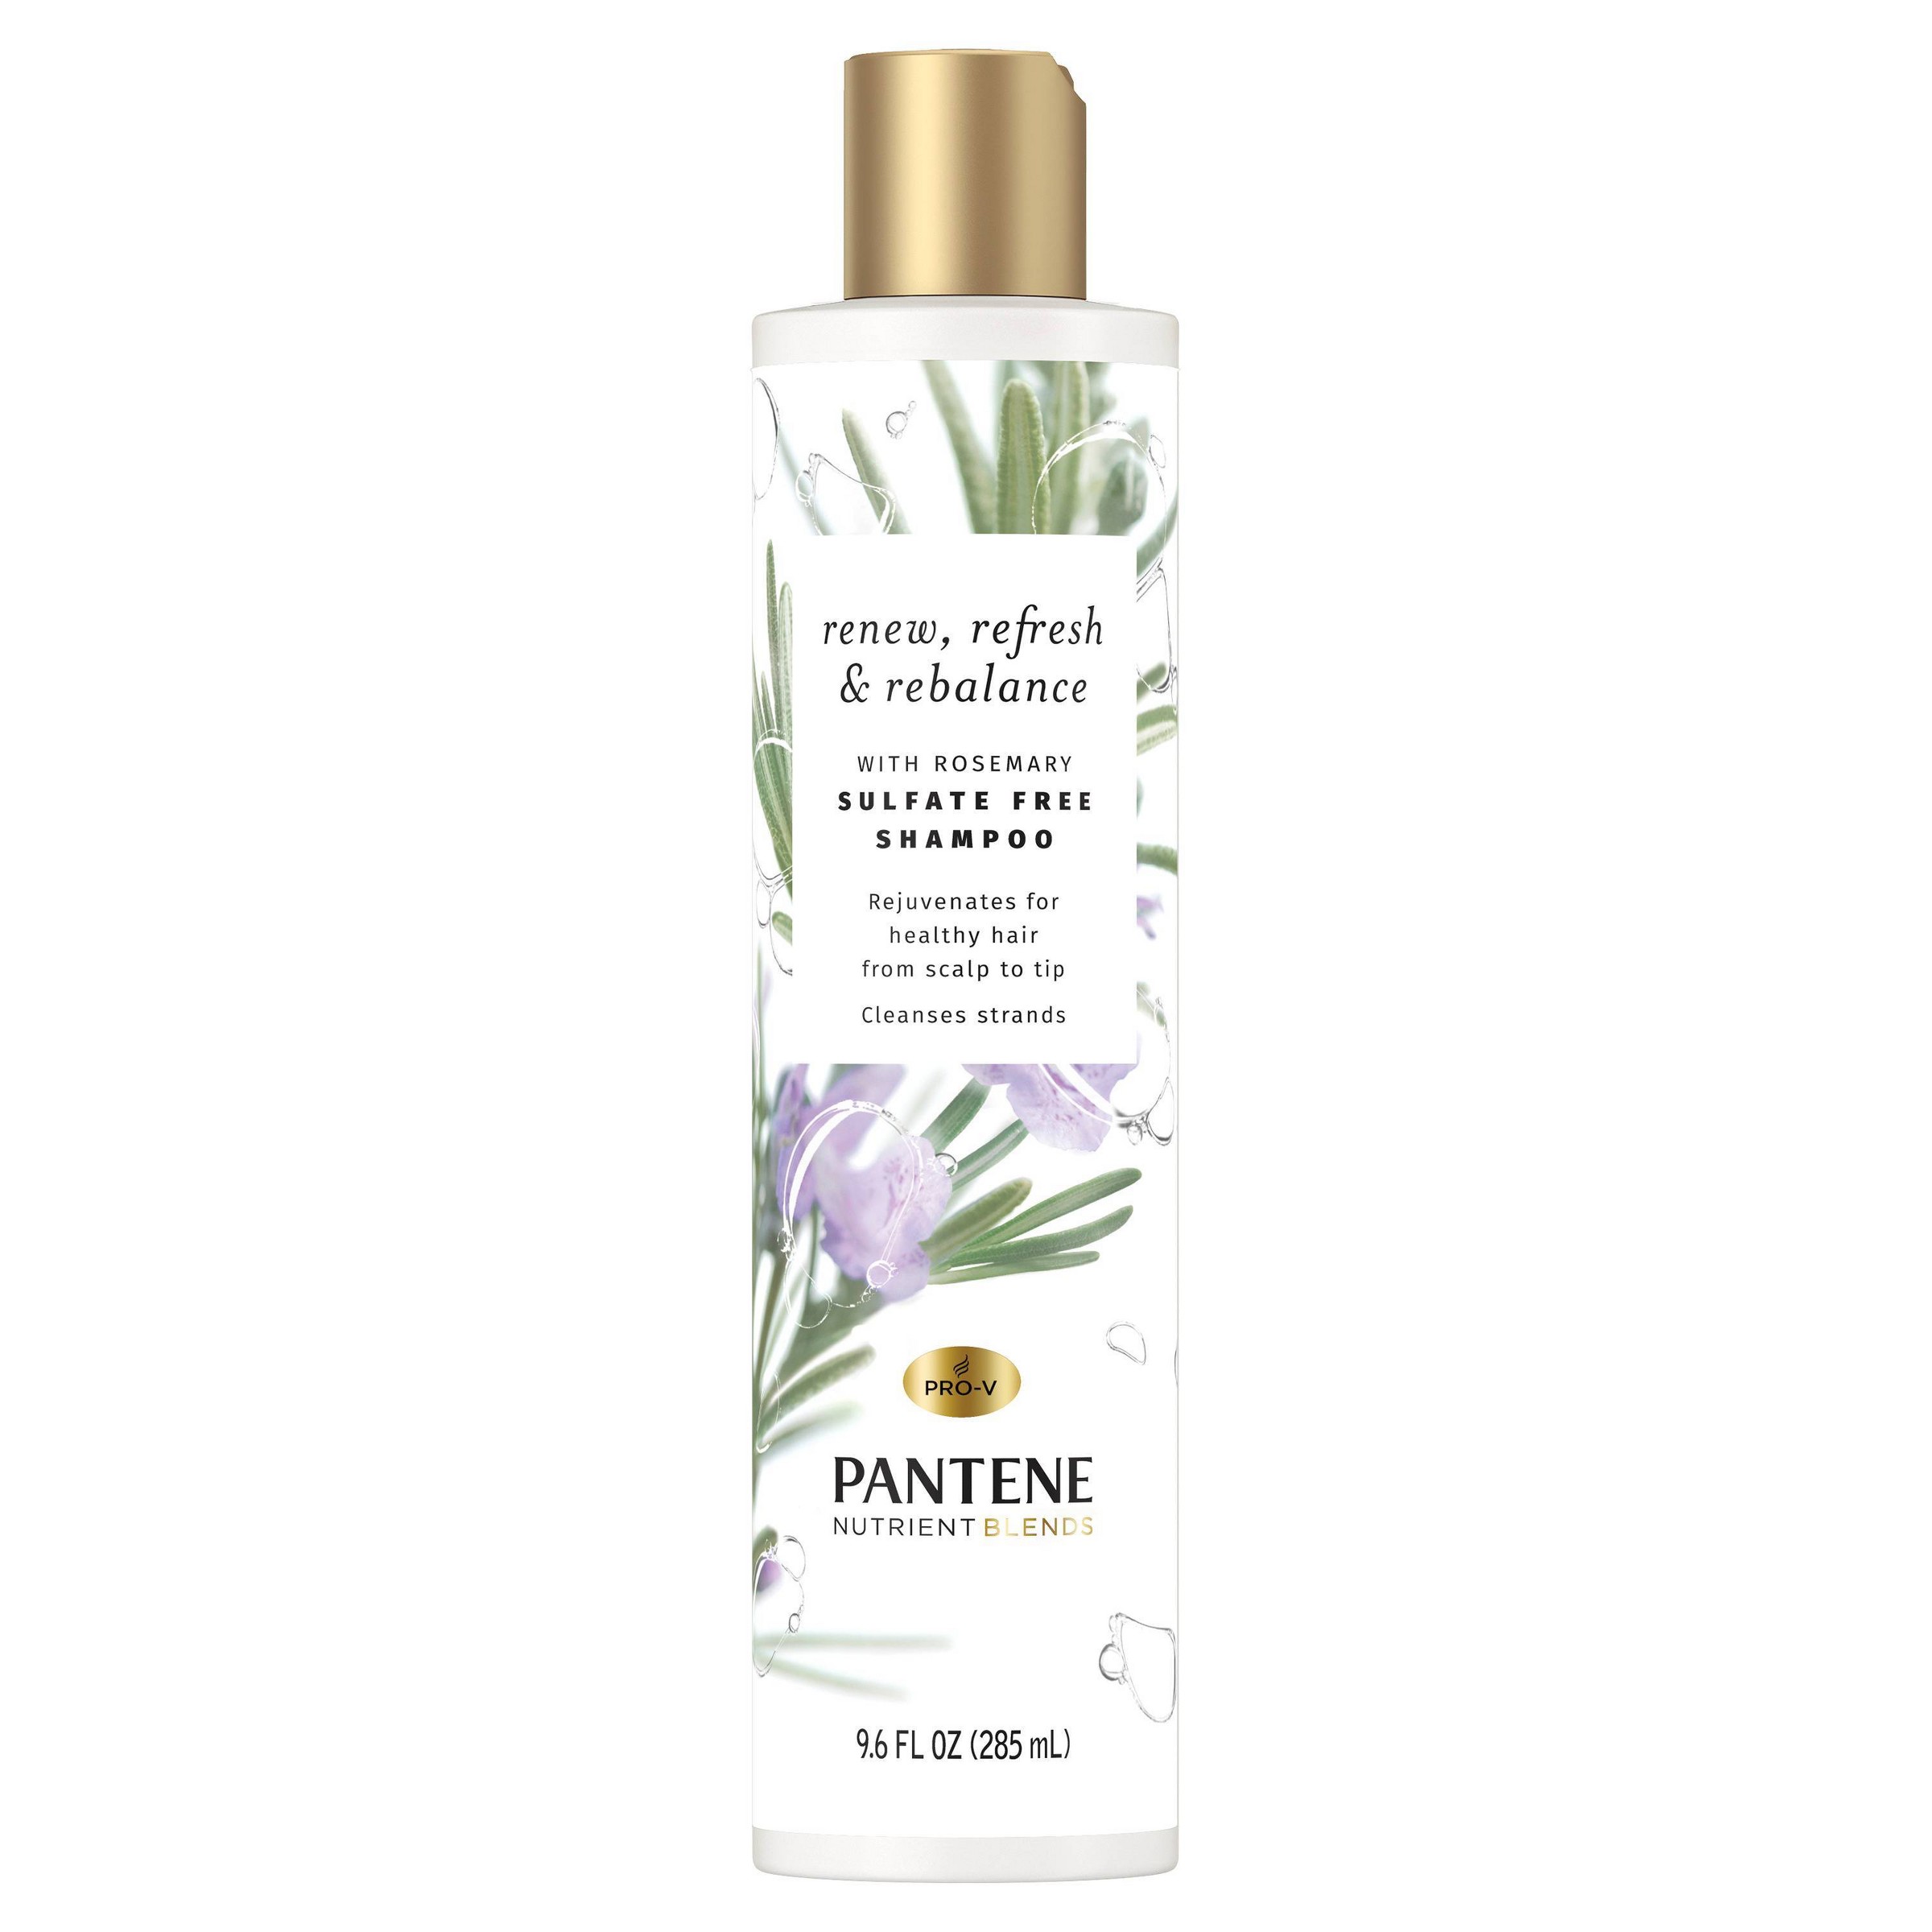 renew, refresh
& rebalance
WITH ROSEMARY
SULFATE FREE
SHAMPOO
Rejuvenates for
healthy hair
from scalp to tip
Cleanses strands
PRO-V
PANTENE
NUTRIENT BLENDS
9.6 FL OZ (285 mL)